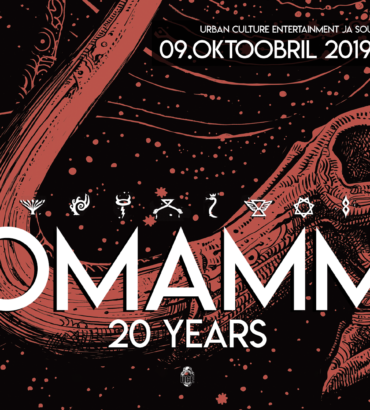 URBAN CULTURE ENTERTAINMENT JA SOU
09.OKTOOBRIL 2019
OMAMM
20 YEARS